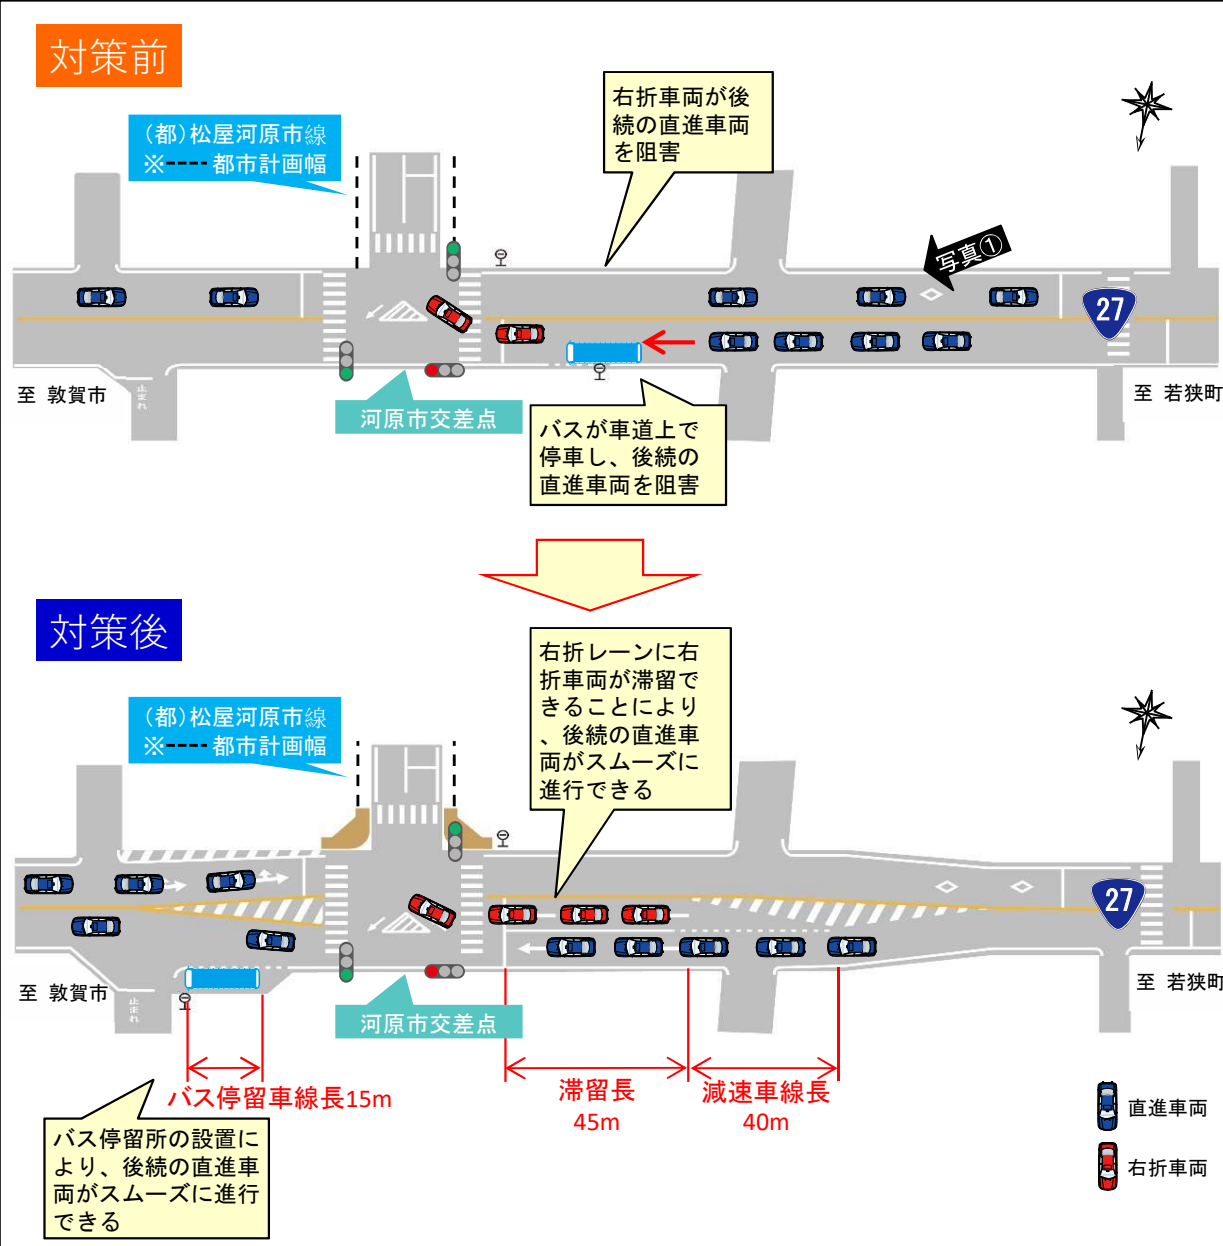 対策前
（都）松屋河原市線
※---- 都市計画幅
右折車両が後
続の直進車両
を阻害
写真①
27
至 敦賀市
止まれ
至 若狭町
河原市交差点
バスが車道上で
停車し、後続の
直進車両を阻害
対策後
（都）松屋河原市線
※---- 都市計画幅
右折レーンに右
折車両が滞留で
きることにより
、後続の直進車
両がスムーズに
進行できる
27
至 敦賀市
止まれ
至 若狭町
河原市交差点
バス停留車線長15m
滞留長
45m
減速車線長
40m
バス停留所の設置に
より、後続の直進車
両がスムーズに進行
できる
直進車両
右折車両